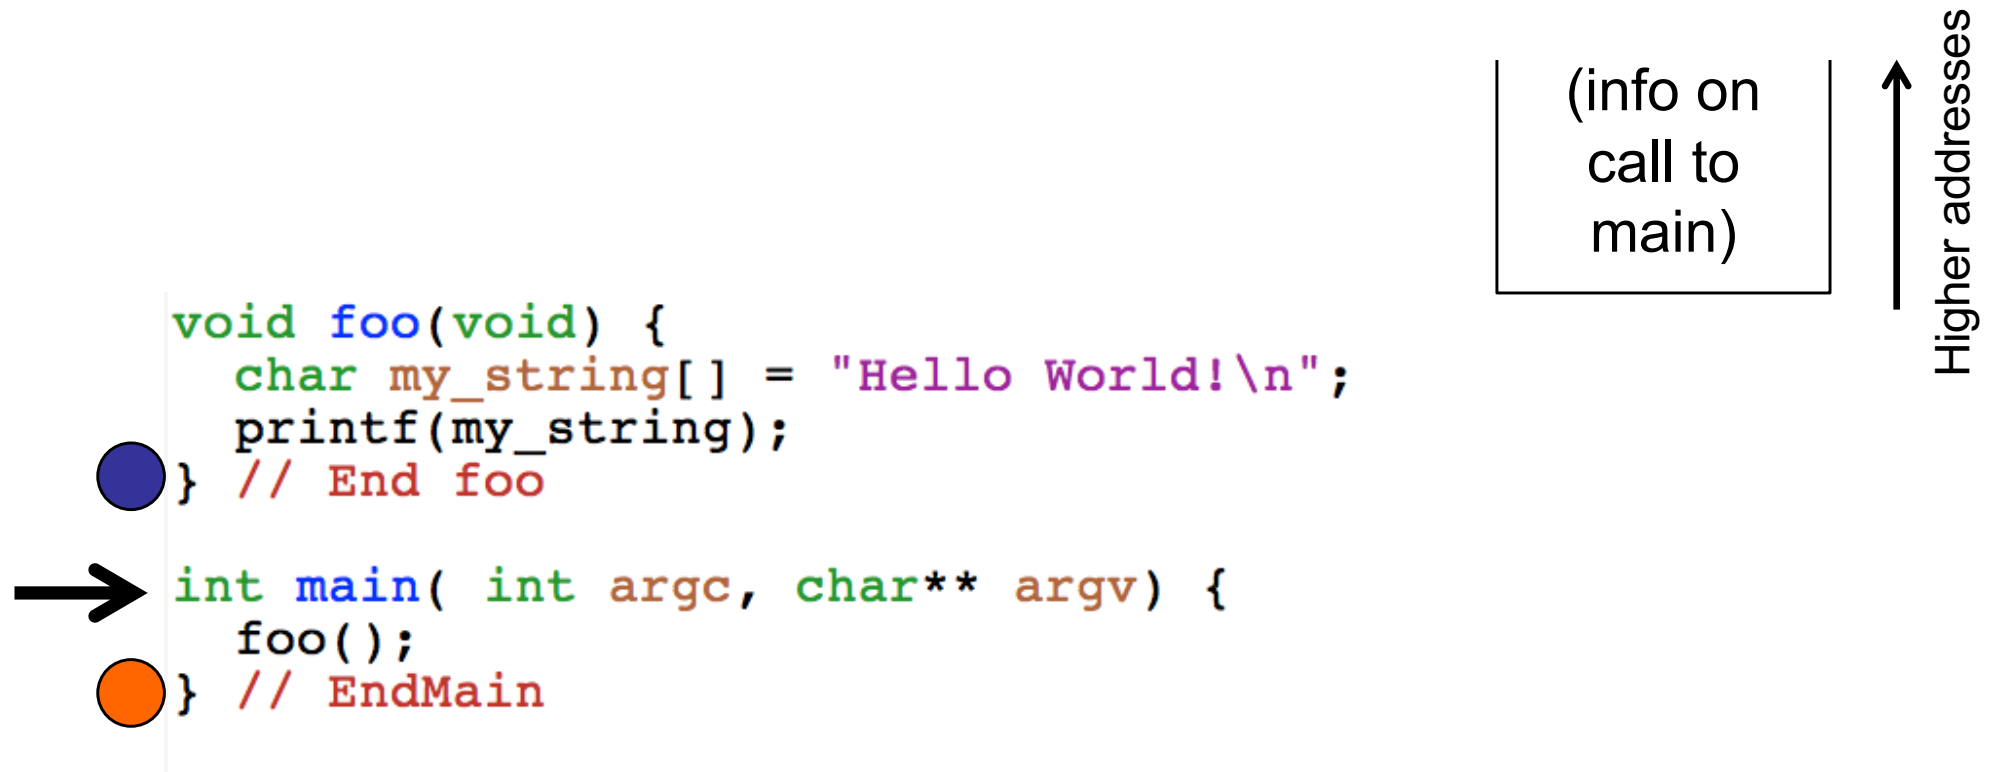 (info on
call to
main)
Higher addresses
void foo(void) {
  char my_string[] = "Hello World!\n";
  printf(my_string);
} // End foo
int main( int argc, char** argv) {
  foo();
} // EndMain